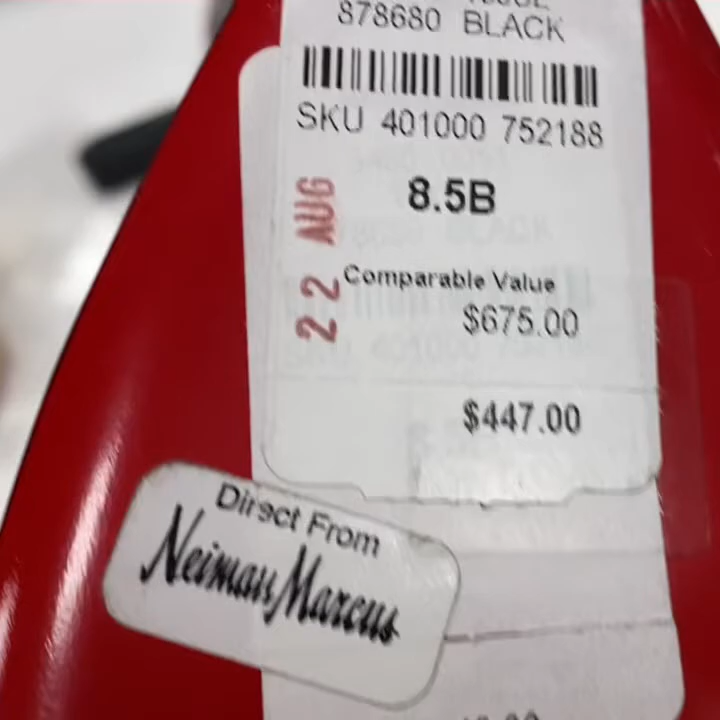 878680 BLACK
SKU 401000 752188
22 AUG
8.5B
Comparable Value
$675.00
$447.00
Direct From
Neiman Marcus